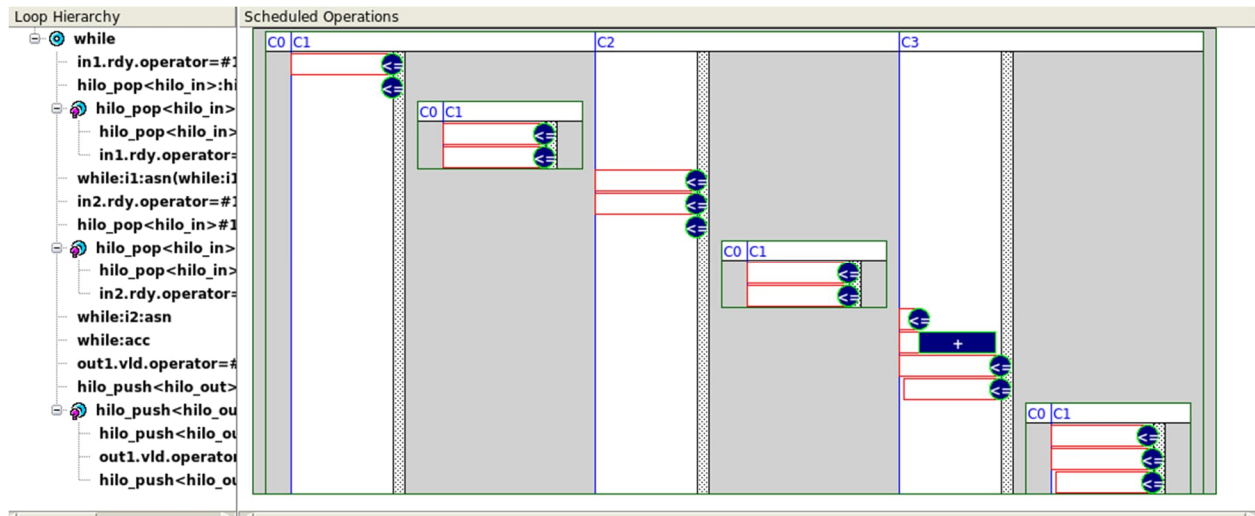 Loop Hierarchy
Scheduled Operations
while
C0 C1 C2 C3
in1.rdy.operator=#1
hilo_pop<hilo_in>:hi
hilo_pop<hilo_in>
C0 C1
hilo_pop<hilo_in>
in1.rdy.operator=
while:i1:asn(while:i1
in2.rdy.operator=#1
hilo_pop<hilo_in>#1
hilo_pop<hilo_in>
C0 C1
hilo_pop<hilo_in>
in2.rdy.operator=
while:i2:asn
<=
while:acc
+
out1.vld.operator=#
<=
hilo_push<hilo_out>
<=
hilo_push<hilo_ou
C0 C1
hilo_push<hilo_ou
<=
out1.vld.operator
<=
hilo_push<hilo_ou
<=